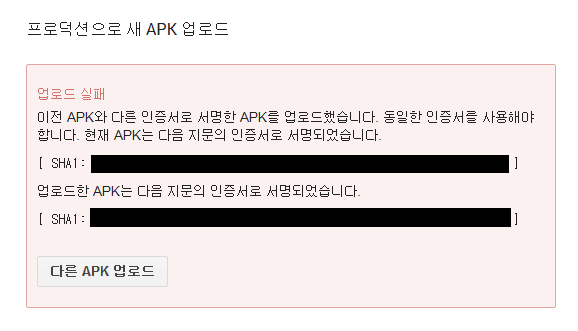 프로덕션으로 새 APK 업로드
업로드 실패
이전 APK와 다른 인증서로 서명한 APK를 업로드했습니다. 동일한 인증서를 사용해야
합니다. 현재 APK는 다음 지문의 인증서로 서명되었습니다.
[ SHA1: ]
업로드한 APK는 다음 지문의 인증서로 서명되었습니다.
[ SHA1: ]
다른 APK 업로드